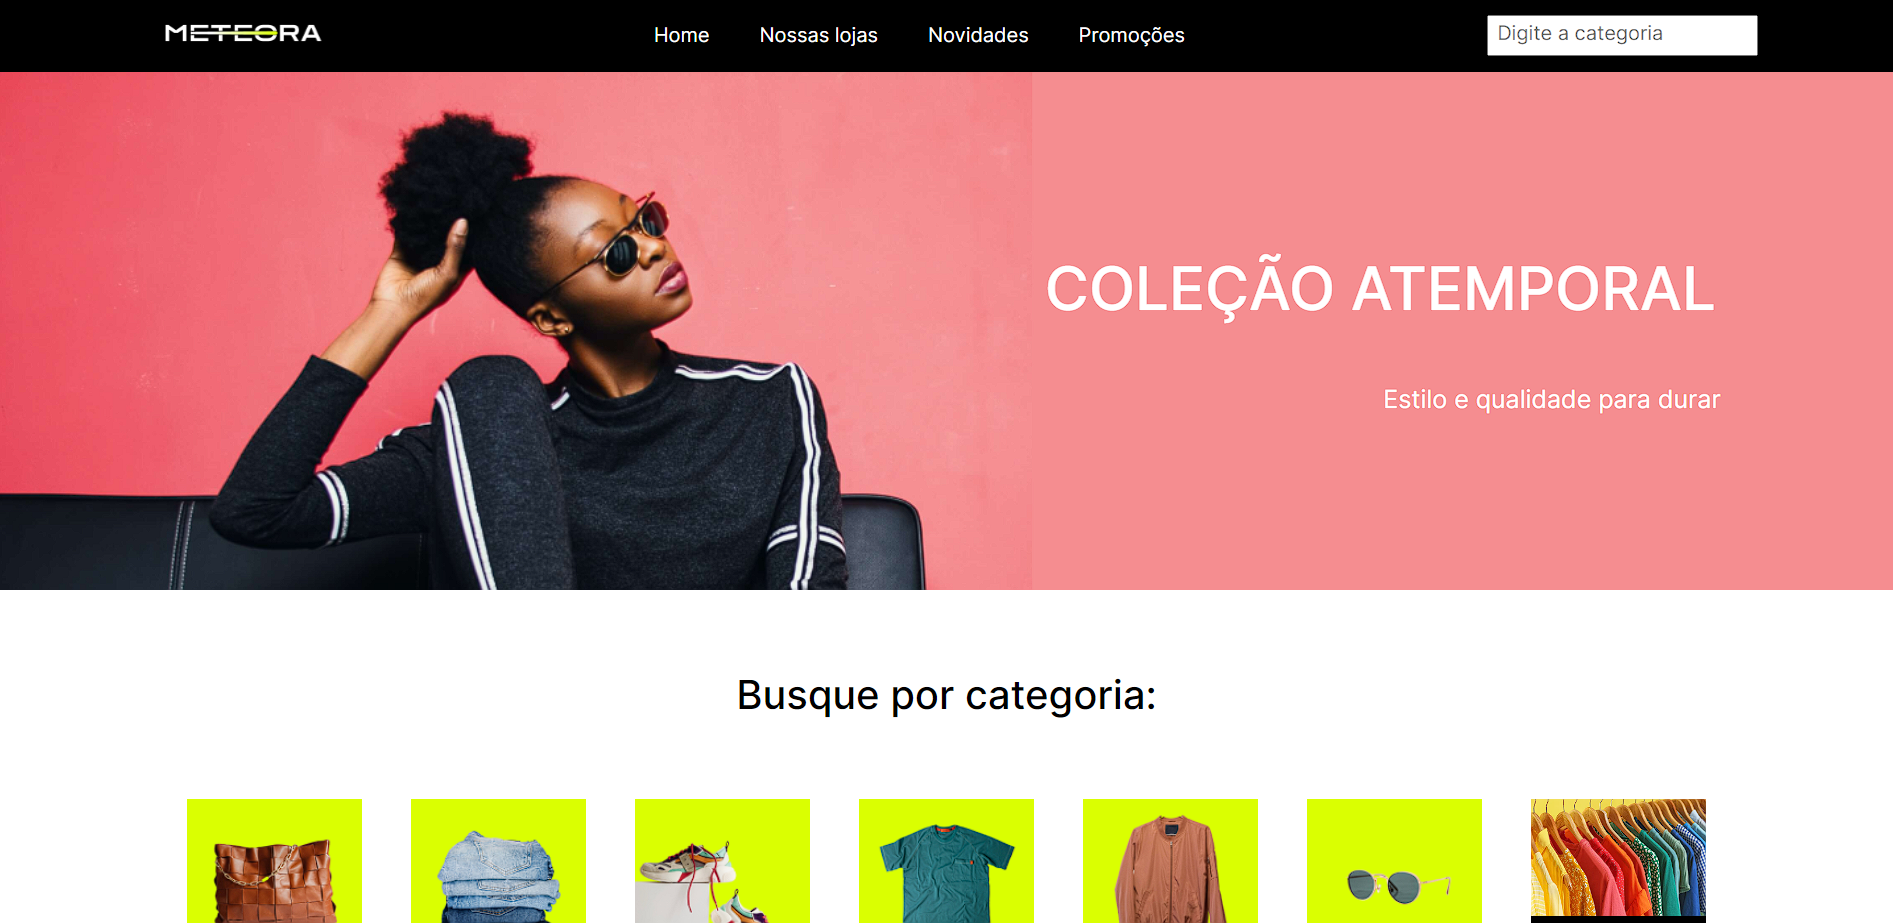 METEORA
Home
Nossas lojas
Novidades
Promoções
Digite a categoria
COLEÇÃO ATEMPORAL
Estilo e qualidade para durar
Busque por categoria: